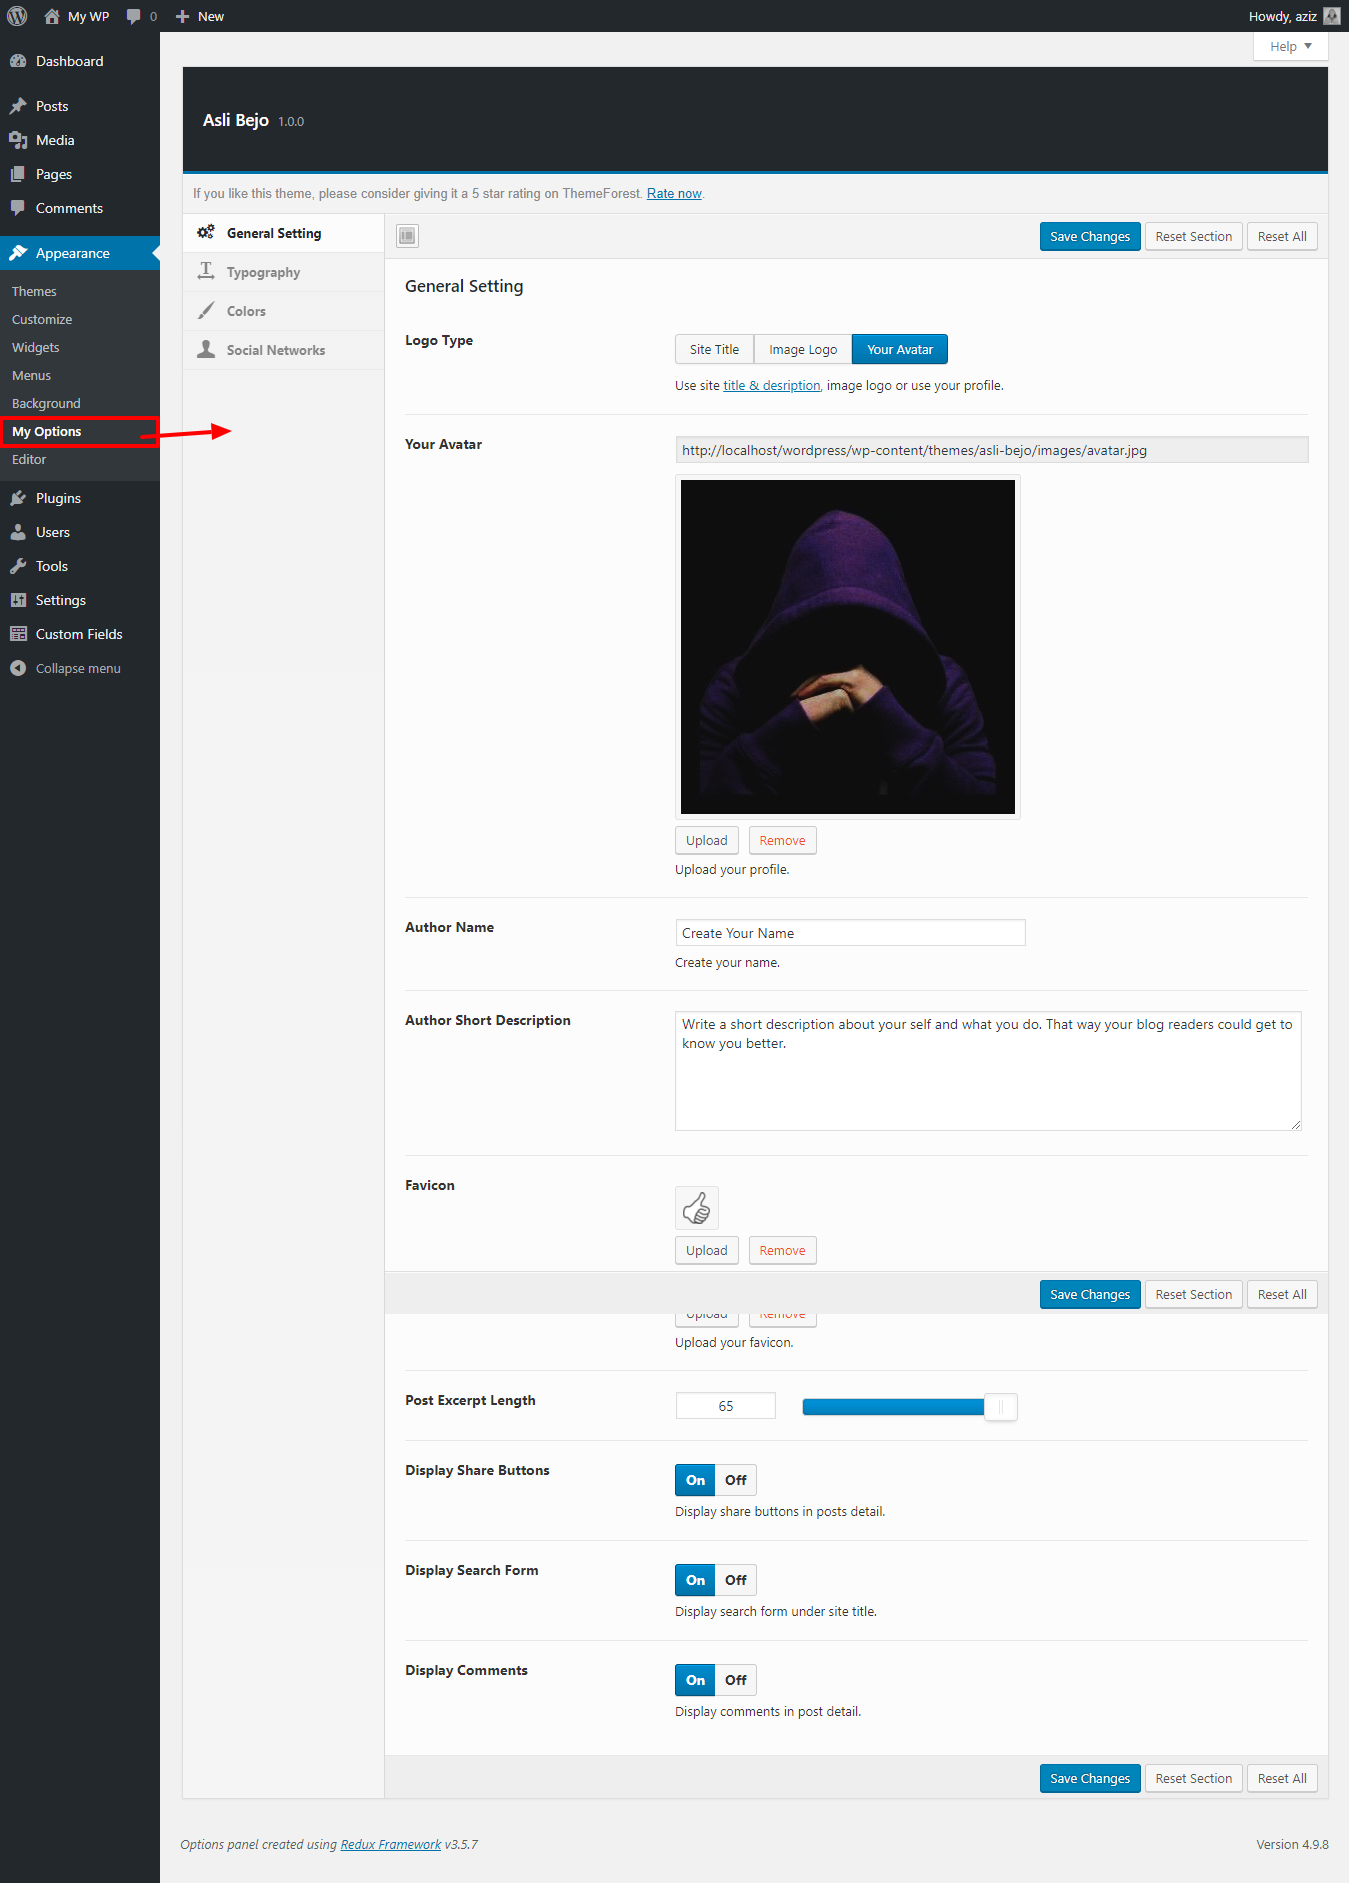 My WP
0
New
Howdy, aziz
Help
Dashboard
Posts
Media
Pages
Comments
Appearance
Themes
Customize
Widgets
Menus
Background
My Options
Editor
Plugins
Users
Tools
Settings
Custom Fields
Collapse menu
Asli Bejo 1.0.0
If you like this theme, please consider giving it a 5 star rating on ThemeForest. Rate now.
General Setting
Typography
Colors
Social Networks
Save Changes
Reset Section
Reset All
General Setting
Logo Type
Site Title
Image Logo
Your Avatar
Use site title & desription, image logo or use your profile.
Your Avatar
http://localhost/wordpress/wp-content/themes/asli-bejo/images/avatar.jpg
Upload
Remove
Upload your profile.
Author Name
Create Your Name
Create your name.
Author Short Description
Write a short description about your self and what you do. That way your blog readers could get to
know you better.
Favicon
Upload
Remove
Save Changes
Reset Section
Reset All
Upload
Remove
Upload your favicon.
Post Excerpt Length
65
Display Share Buttons
On
Off
Display share buttons in posts detail.
Display Search Form
On
Off
Display search form under site title.
Display Comments
On
Off
Display comments in post detail.
Save Changes
Reset Section
Reset All
Options panel created using Redux Framework v3.5.7
Version 4.9.8